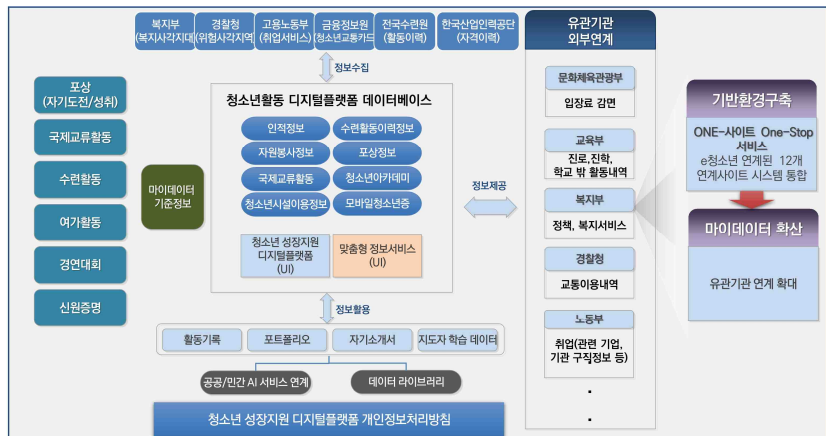 복지부
(복지사각지대)
경찰청
(위험사각지역)
고용노동부
(취업서비스)
금융정보원
(청소년교통카드
전국수련원
(활동이력)
한국산업인력공단
(자격이력)
정보수집
포상
(자기도전/성취)
국제교류활동
수련활동
여가활동
경연대회
신원증명
마이데이터
기준정보
청소년활동 디지털플랫폼 데이터베이스
인적정보
수련활동이력정보
자원봉사정보
포상정보
국제교류활동
청소년아카데미
청소년시설이용정보
모바일청소년증
청소년 성장지원
디지털플랫폼
(UI)
맞춤형 정보서비스
(UI)
정보제공
정보활용
활동기록
포트폴리오
자기소개서
지도자 학습 데이터
공공/민간 AI 서비스 연계
데이터 라이브러리
청소년 성장지원 디지털플랫폼 개인정보처리방침
유관기관
외부연계
문화체육관광부
입장료 감면
교육부
진로,진학,
학교 밖 활동내역
복지부
정책, 복지서비스
경찰청
교통이용내역
노동부
취업(관련 기업,
기관 구직정보 등)
.
.
기반환경구축
ONE-사이트 One-Stop
서비스
e청소년 연계된 12개
연계사이트 시스템 통합
마이데이터 확산
유관기관 연계 확대